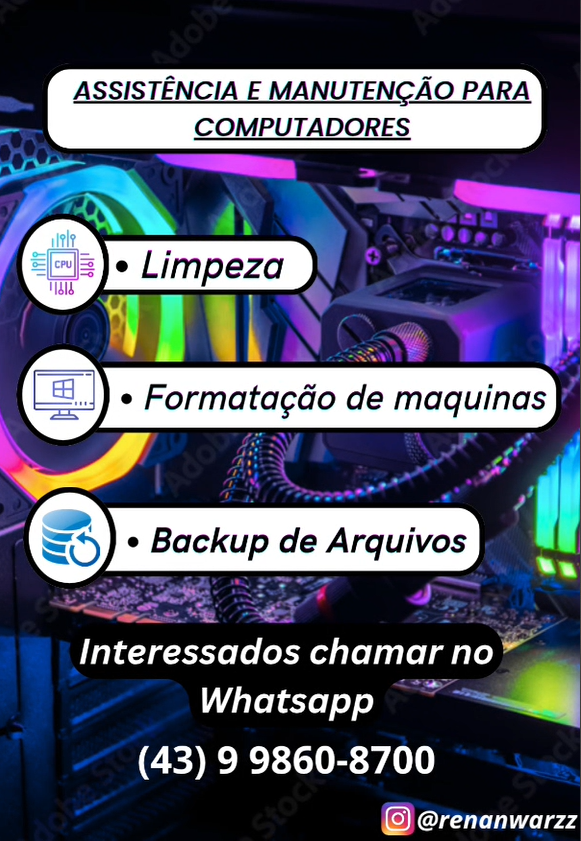 ASSISTÊNCIA E MANUTENÇÃO PARA
COMPUTADORES
CPU
• Limpeza
• Formatação de maquinas
• Backup de Arquivos
Interessados chamar no
Whatsapp
(43) 9 9860-8700
@renanwarzz